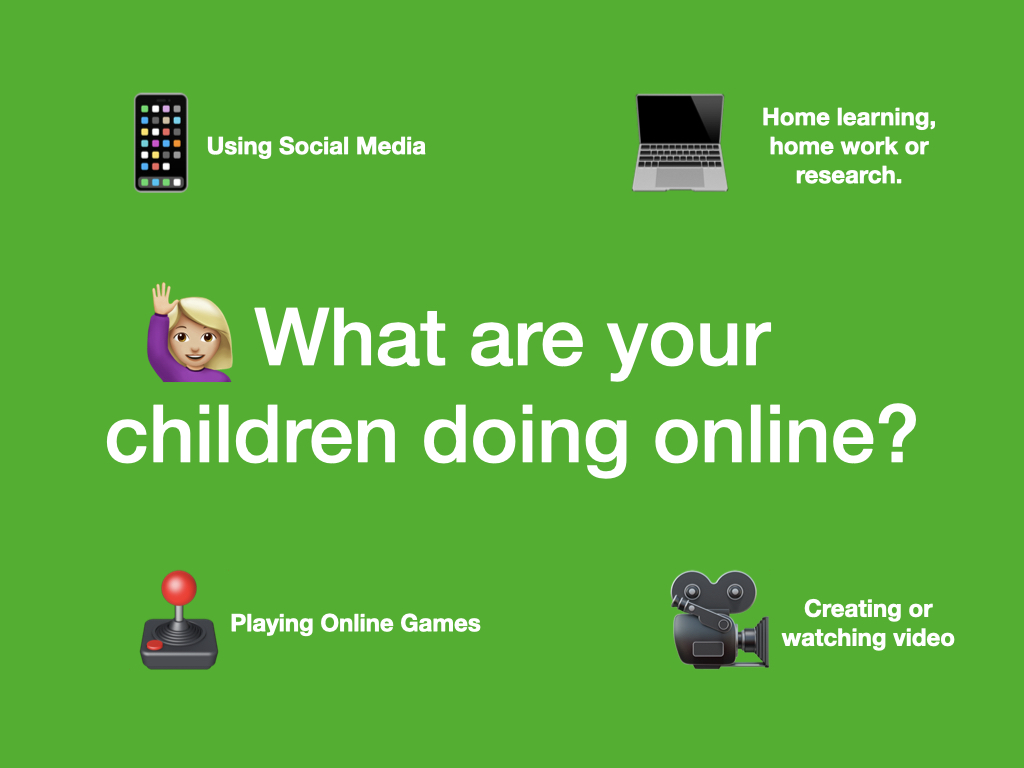 Using Social Media
Home learning,
home work or
research.
What are your
children doing online?
Playing Online Games
Creating or
watching video